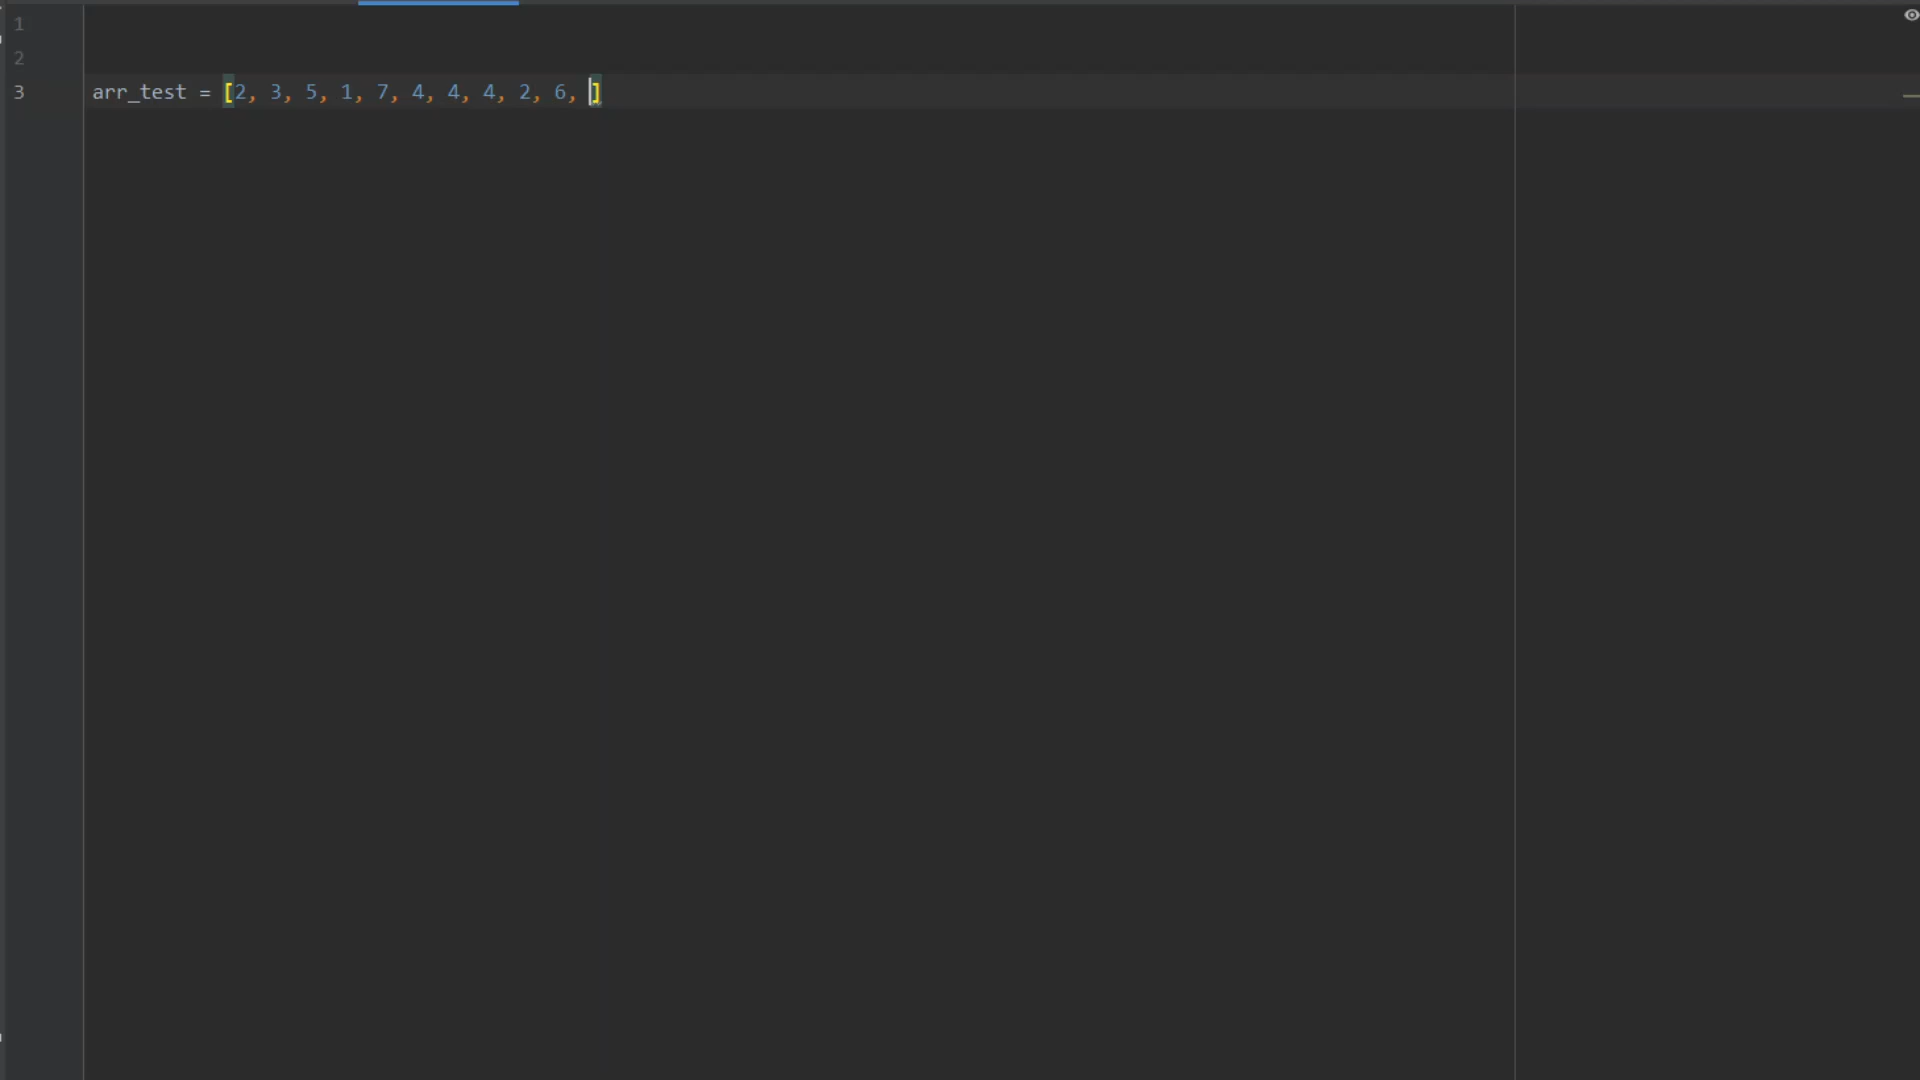 1
2
3 arr_test = [2, 3, 5, 1, 7, 4, 4, 4, 2, 6, ]